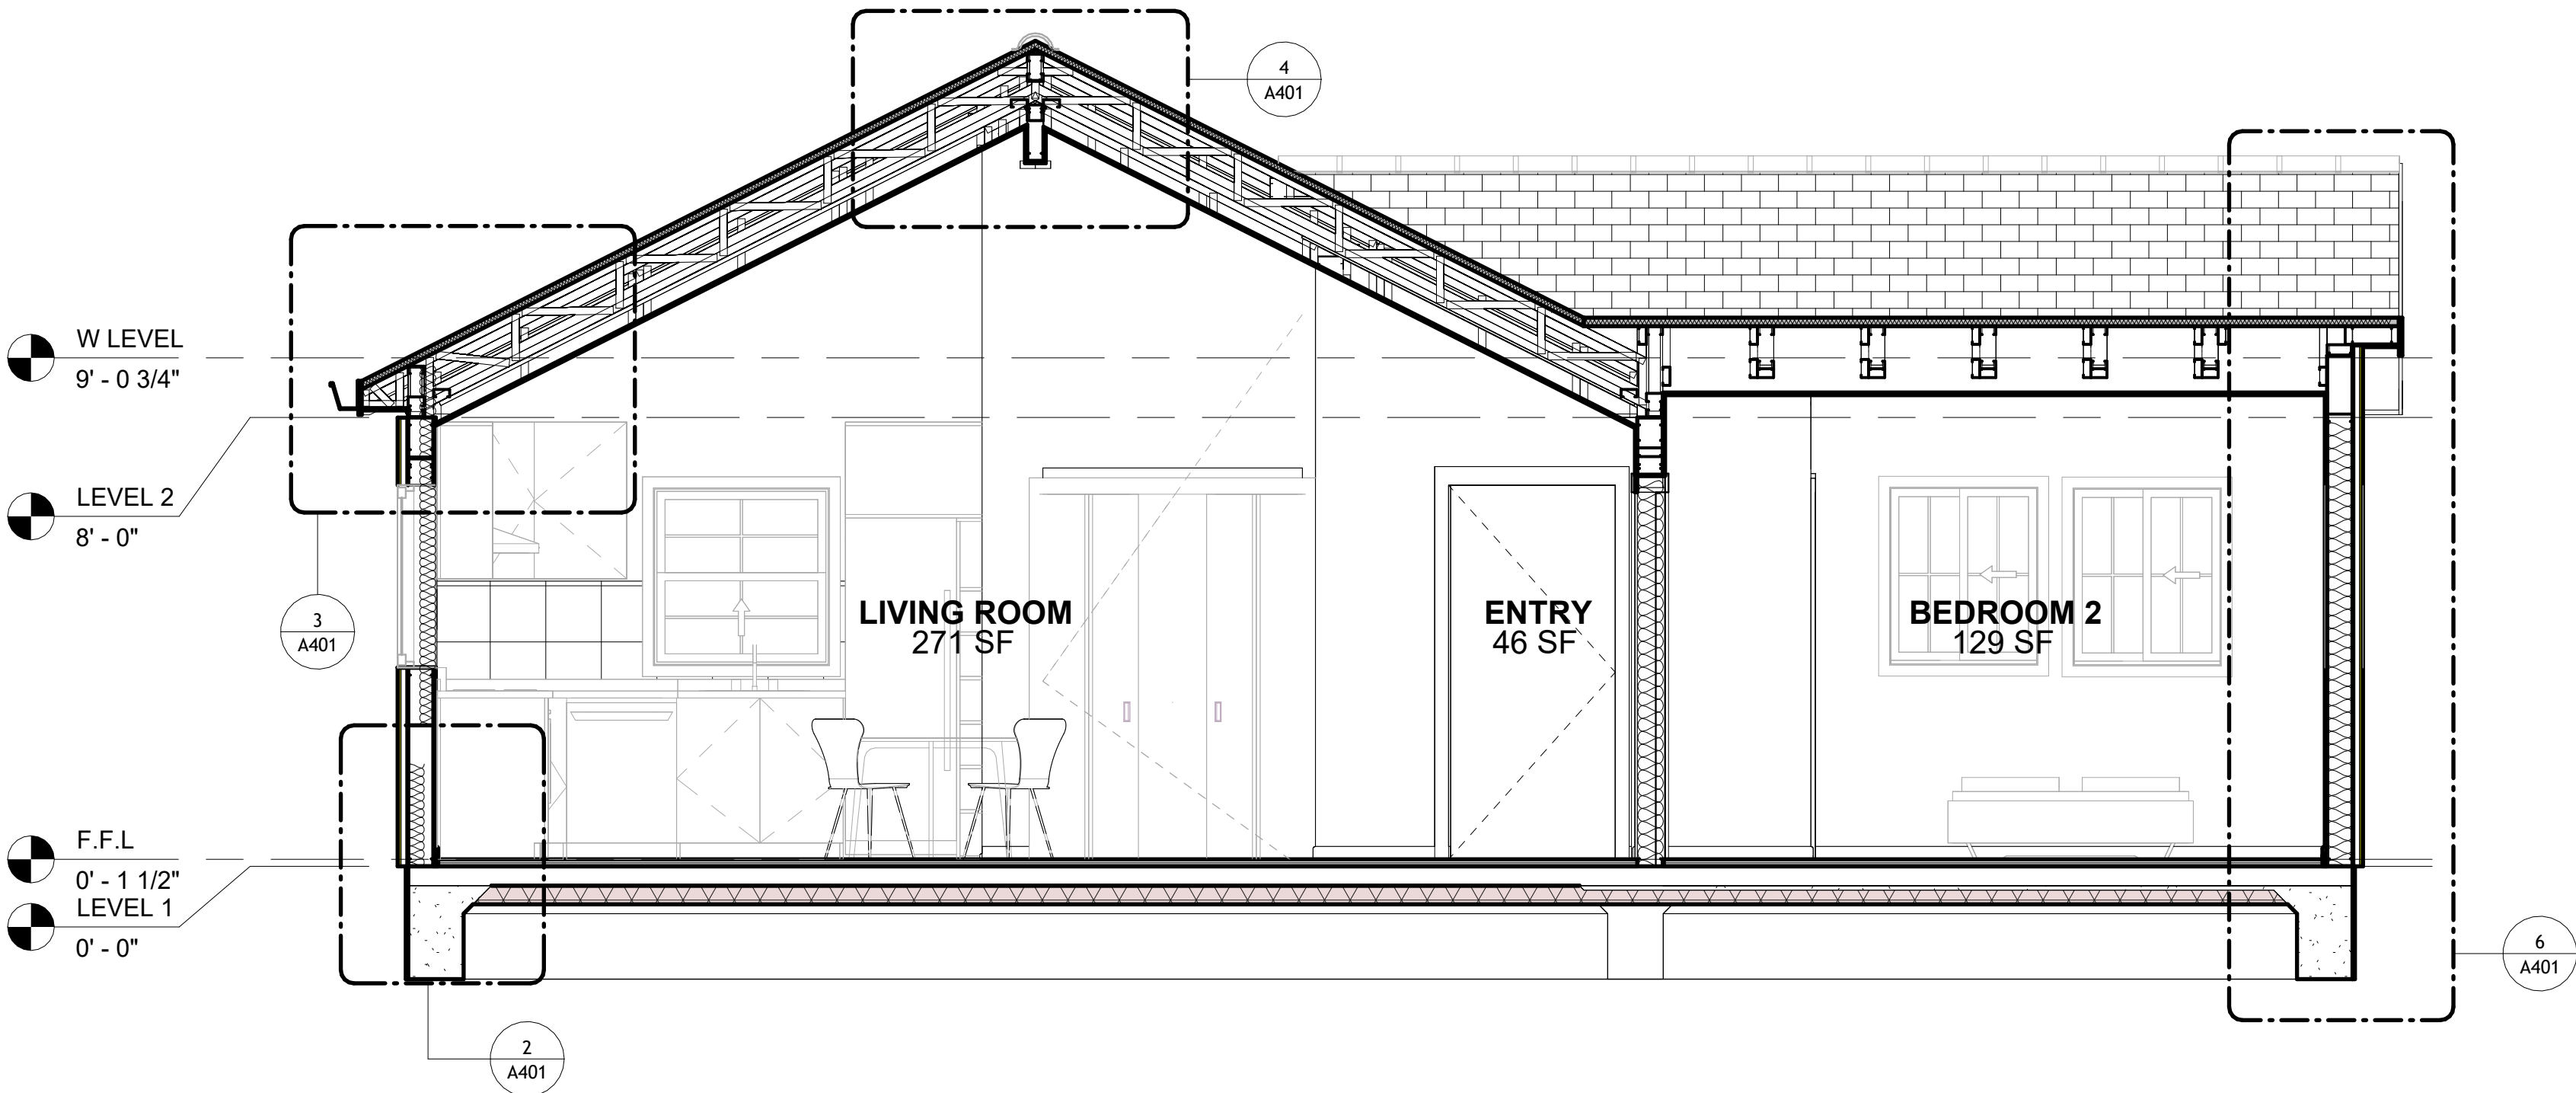 4
A401
W LEVEL
9' - 0 3/4"
LEVEL 2
8' - 0"
3
A401
LIVING ROOM
271 SF
ENTRY
46 SF
BEDROOM 2
129 SF
F.F.L
0' - 1 1/2"
LEVEL 1
0' - 0"
6
A401
2
A401